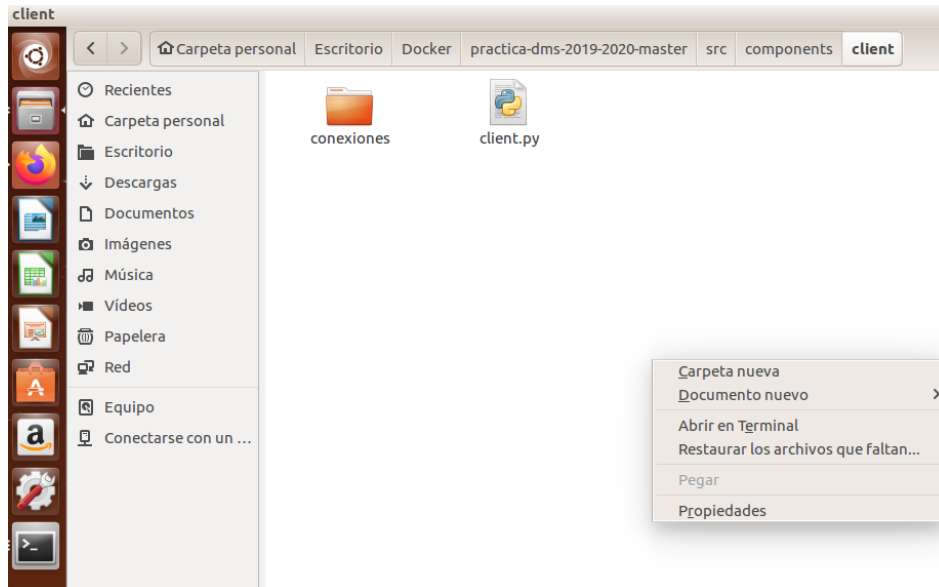 client
Carpeta personal Escritorio Docker practica-dms-2019-2020-master src components client
Recientes
Carpeta personal
Escritorio
Descargas
Documentos
Imágenes
Música
Vídeos
Papelera
Red
Equipo
Conectarse con un ...
conexiones
client.py
Carpeta nueva
Documento nuevo
Abrir en Terminal
Restaurar los archivos que faltan...
Pegar
Propiedades